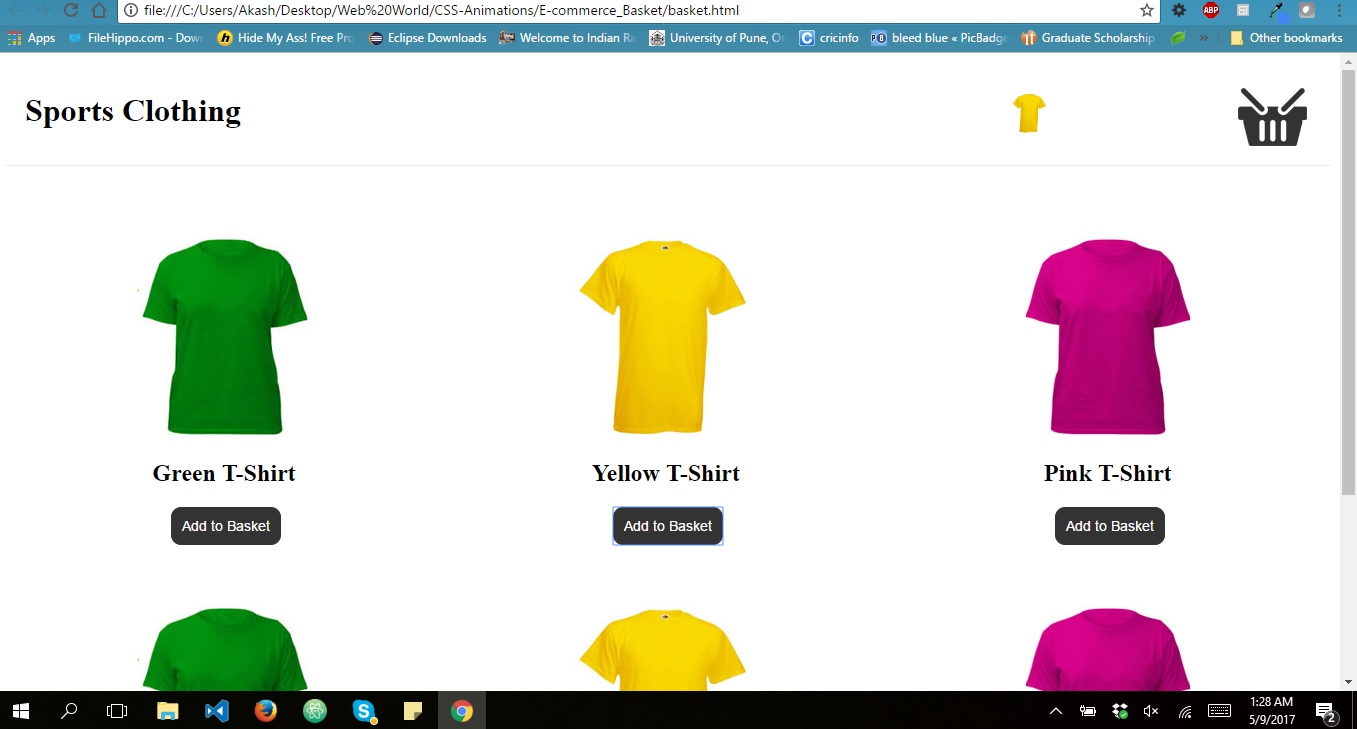 file:///C:/Users/Akash/Desktop/Web%20World/CSS-Animations/E-commerce_Basket/basket.html
ABP
Apps FileHippo.com - Dow Hide My Ass! Free Pro Eclipse Downloads Welcome to Indian Ra University of Pune, O cricinfo bleed blue « PicBadg Graduate Scholarship » Other bookmarks
Sports Clothing
Green T-Shirt Yellow T-Shirt Pink T-Shirt
Add to Basket Add to Basket Add to Basket
1:28 AM
5/9/2017
2